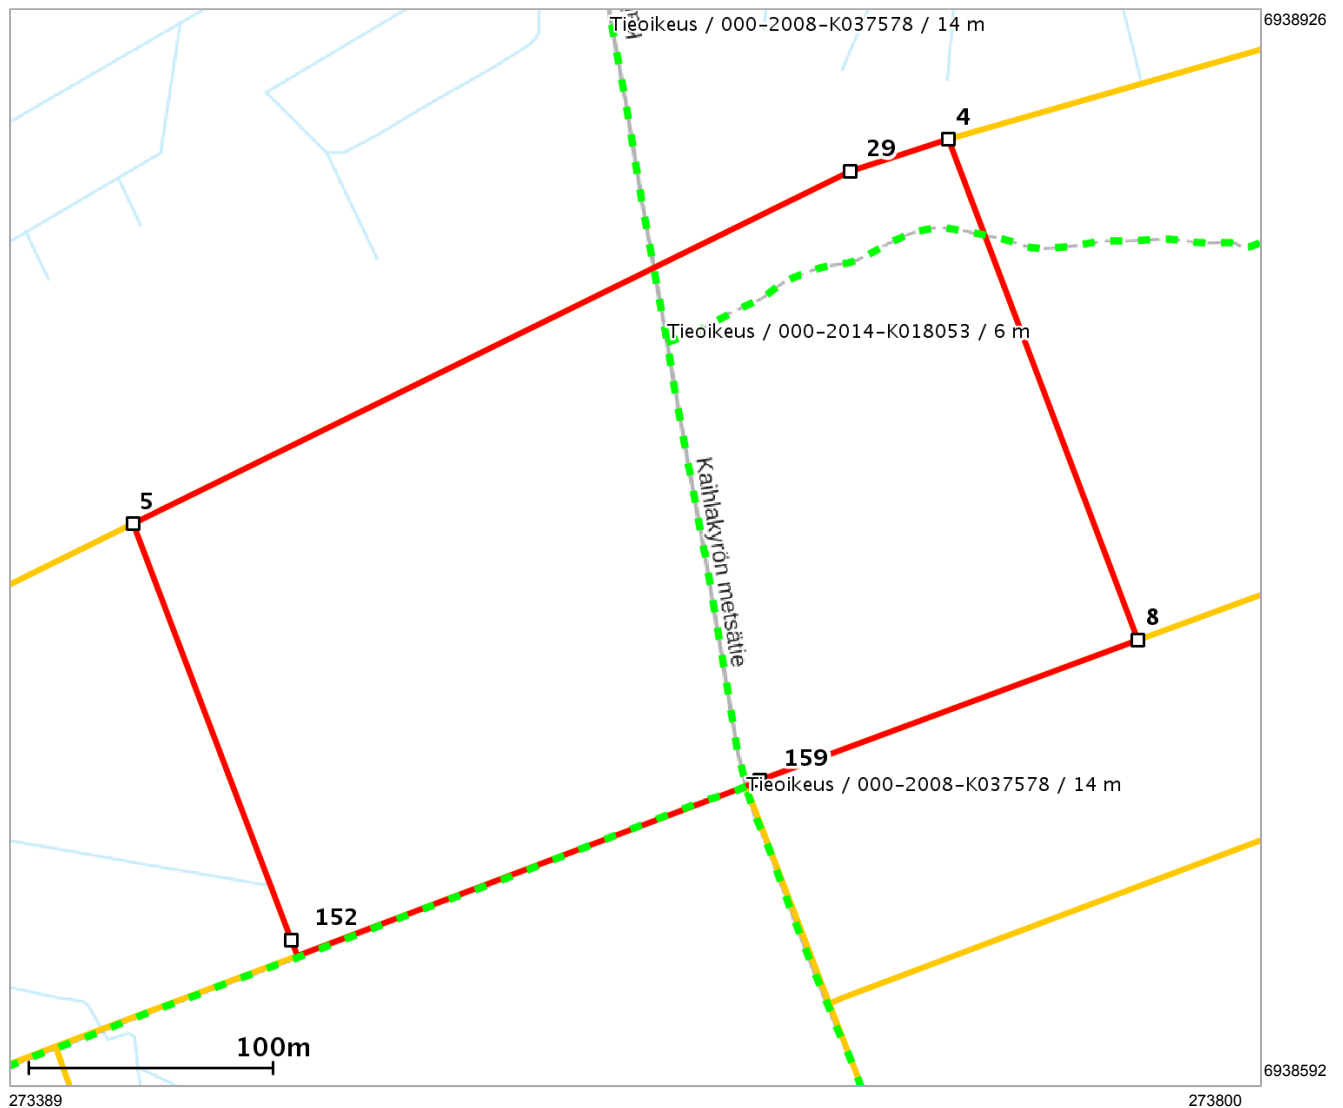 Tieoikeus / 000-2008-K037578 / 14 m
6938926
4
29
Tieoikeus / 000-2014-K018053 / 6 m
5
Kaihlakyrön metsätie
8
159
Tieoikeus / 000-2008-K037578 / 14 m
152
100m
6938592
273389
273800